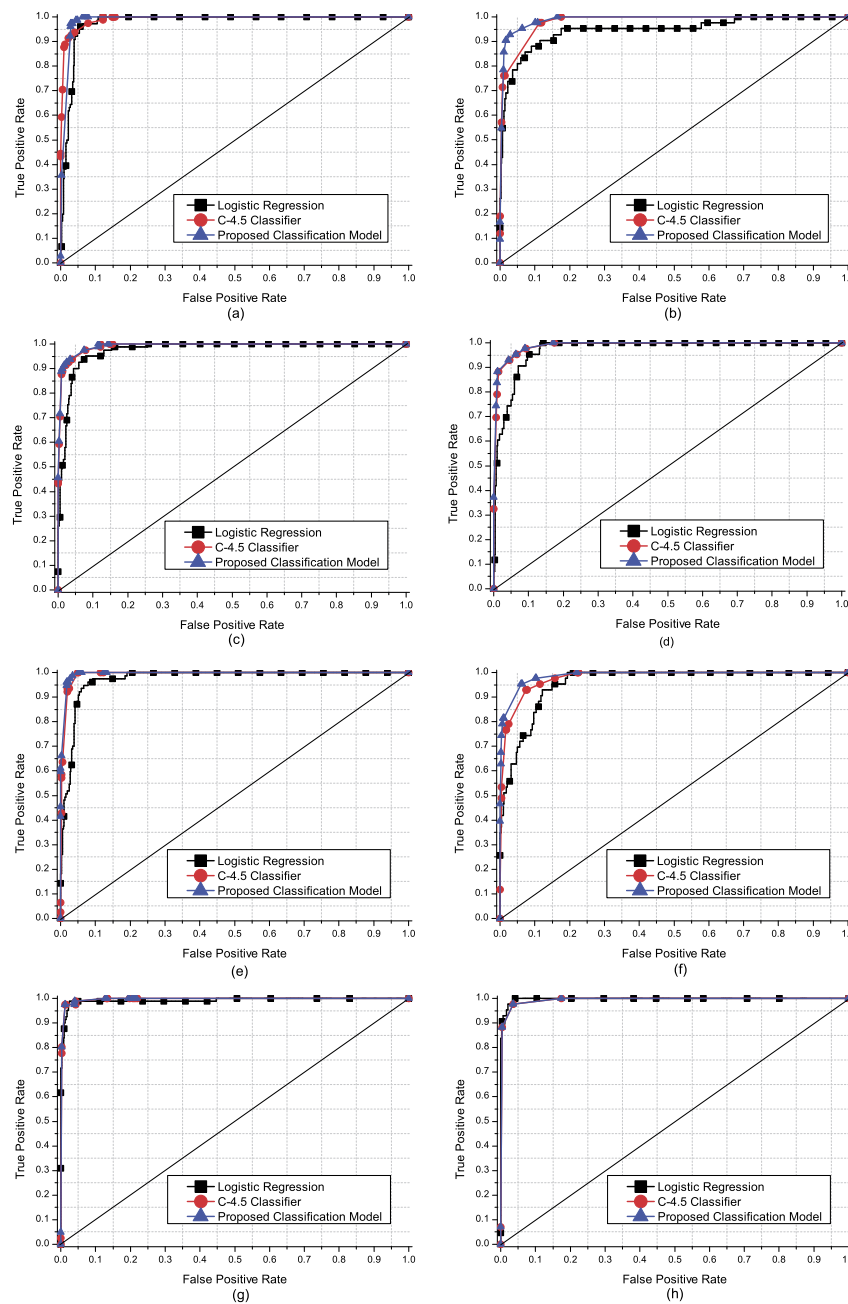 1.0
0.9
0.8
0.7
0.6
0.5
0.4
0.3
0.2
0.1
0.0
True Positive Rate
Logistic Regression
C-4.5 Classifier
Proposed Classification Model
0.0 0.1 0.2 0.3 0.4 0.5 0.6 0.7 0.8 0.9 1.0
False Positive Rate
(a)
1.0
0.9
0.8
0.7
0.6
0.5
0.4
0.3
0.2
0.1
0.0
True Positive Rate
Logistic Regression
C-4.5 Classifier
Proposed Classification Model
0.0 0.1 0.2 0.3 0.4 0.5 0.6 0.7 0.8 0.9 1.
False Positive Rate
(b)
1.0
0.9
0.8
0.7
0.6
0.5
0.4
0.3
0.2
0.1
0.0
True Positive Rate
Logistic Regression
C-4.5 Classifier
Proposed Classification Model
0.0 0.1 0.2 0.3 0.4 0.5 0.6 0.7 0.8 0.9 1.0
False Positive Rate
(c)
1.0
0.9
0.8
0.7
0.6
0.5
0.4
0.3
0.2
0.1
0.0
True Positive Rate
Logistic Regression
C-4.5 Classifier
Proposed Classification Model
0.0 0.1 0.2 0.3 0.4 0.5 0.6 0.7 0.8 0.9 1.0
False Positive Rate
(d)
1.0
0.9
0.8
0.7
0.6
0.5
0.4
0.3
0.2
0.1
0.0
True Positive Rate
Logistic Regression
C-4.5 Classifier
Proposed Classification Model
0.0 0.1 0.2 0.3 0.4 0.5 0.6 0.7 0.8 0.9 1.0
False Positive Rate
(e)
1.0
0.9
0.8
0.7
0.6
0.5
0.4
0.3
0.2
0.1
0.0
True Positive Rate
Logistic Regression
C-4.5 Classifier
Proposed Classification Model
0.0 0.1 0.2 0.3 0.4 0.5 0.6 0.7 0.8 0.9 1.
False Positive Rate
(f)
1.0
0.9
0.8
0.7
0.6
0.5
0.4
0.3
0.2
0.1
0.0
True Positive Rate
Logistic Regression
C-4.5 Classifier
Proposed Classification Model
0.0 0.1 0.2 0.3 0.4 0.5 0.6 0.7 0.8 0.9 1.0
False Positive Rate
(g)
1.0
0.9
0.8
0.7
0.6
0.5
0.4
0.3
0.2
0.1
0.0
True Positive Rate
Logistic Regression
C-4.5 Classifier
Proposed Classification Model
0.0 0.1 0.2 0.3 0.4 0.5 0.6 0.7 0.8 0.9 1.
False Positive Rate
(h)